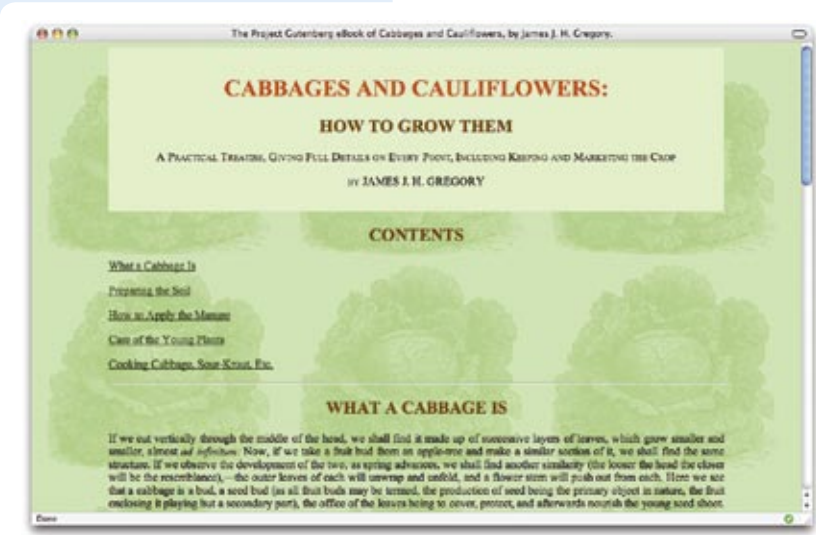 The Project Gutenberg eBook of Cabbages and Cauliflowers, by James J. H. Gregory.
CABBAGES AND CAULIFLOWERS:
HOW TO GROW THEM
A PRACTICAL TREATISE, GIVING FULL DETAILS ON EVERY POINT, INCLUDING KEEPING AND MARKETING THE CROP
BY JAMES J. H. GREGORY
CONTENTS
What a Cabbage Is
Preparing the Soil
How to Apply the Manure
Care of the Young Plants
Cooking Cabbage, Sour-Kraut, Etc.
WHAT A CABBAGE IS
If we cut vertically through the middle of the head, we shall find it made up of successive layers of leaves, which grow smaller and
smaller, almost ad infinitum. Now, if we take a fruit bud from an apple-tree and make a similar section of it, we shall find the same
structure. If we observe the development of the two, as spring advances, we shall find another similarity (the looser the head the closer
will be the resemblance),—the outer leaves of each will unwrap and unfold, and a flower stem will push out from each. Here we see
that a cabbage is a bud, a seed bud (as all fruit buds may be termed, the production of seed being the primary object in nature, the fruit
enclosing it playing but a secondary part), the office of the leaves being to cover, protect, and afterwards nourish the young seed shoot.
Done